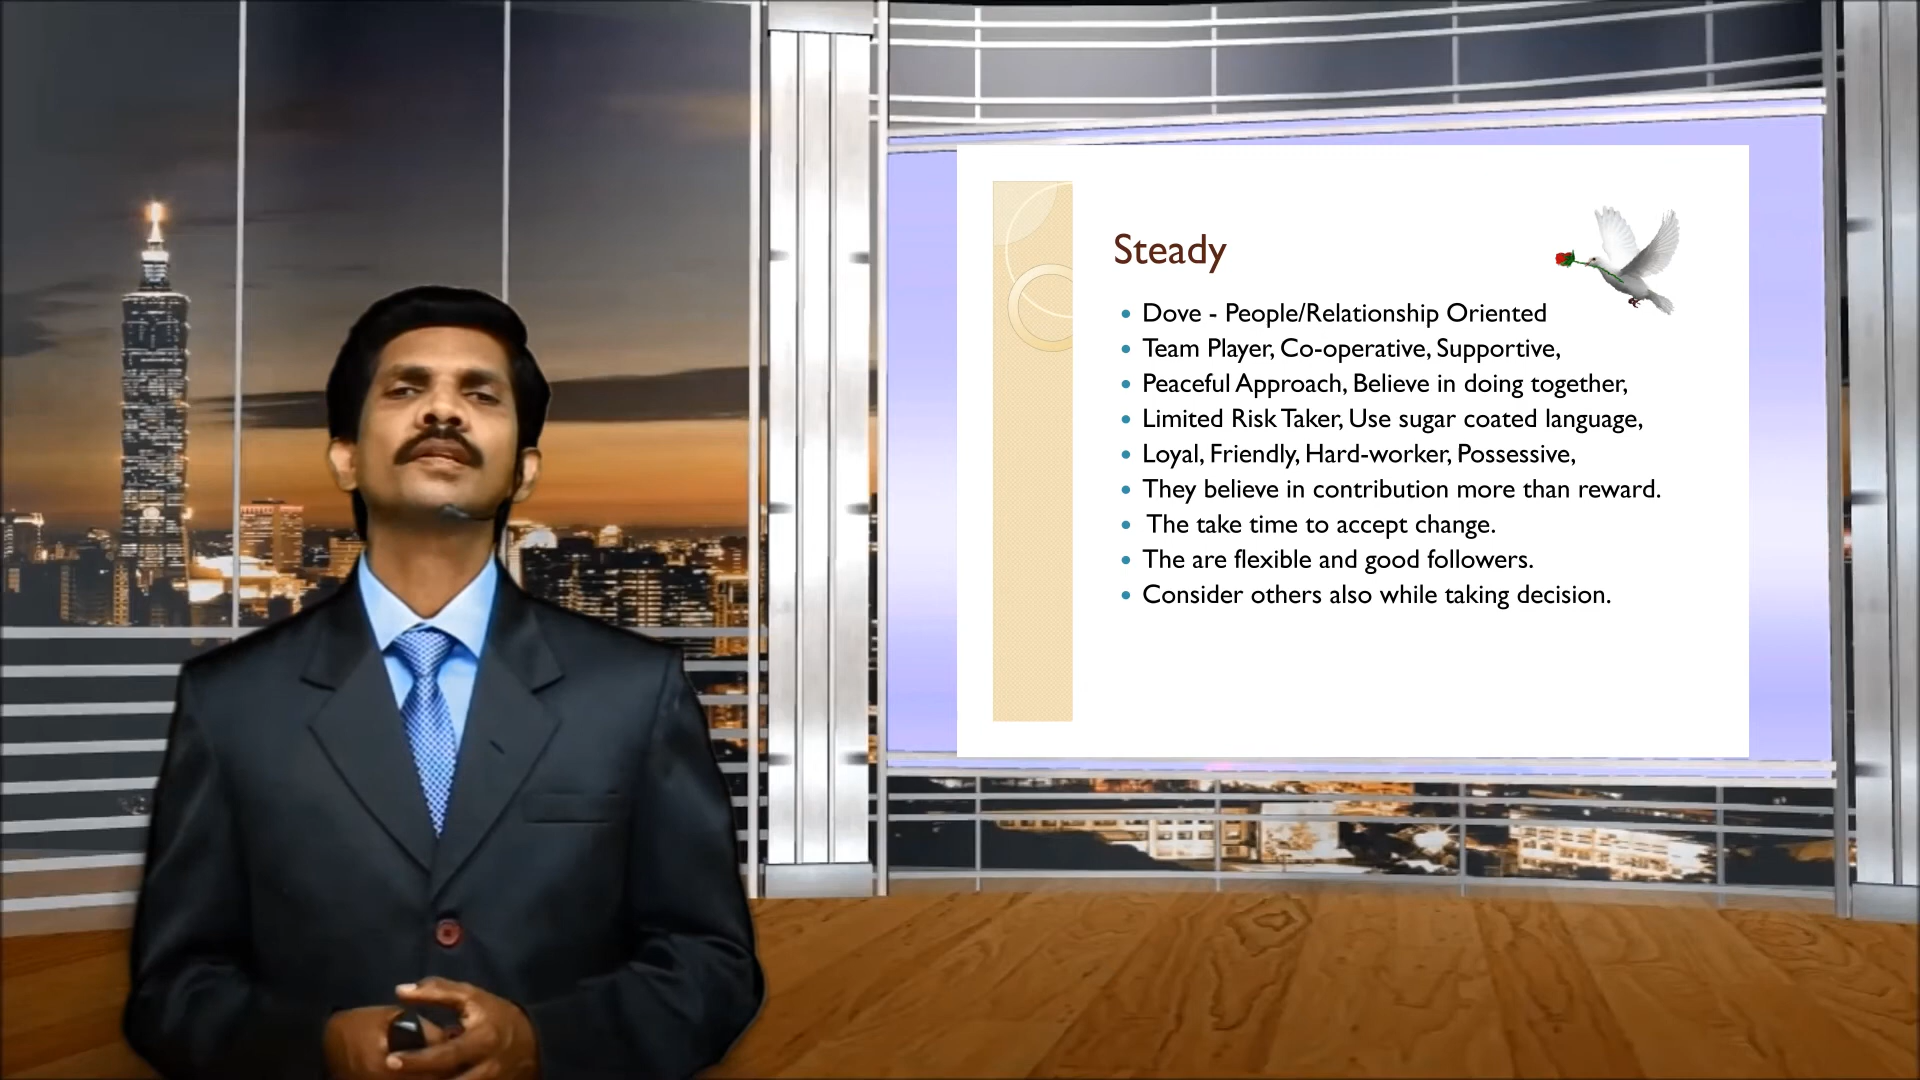 Steady
Dove - People/Relationship Oriented
Team Player, Co-operative, Supportive,
Peaceful Approach, Believe in doing together,
Limited Risk Taker, Use sugar coated language,
Loyal, Friendly, Hard-worker, Possessive,
They believe in contribution more than reward.
The take time to accept change.
The are flexible and good followers.
Consider others also while taking decision.